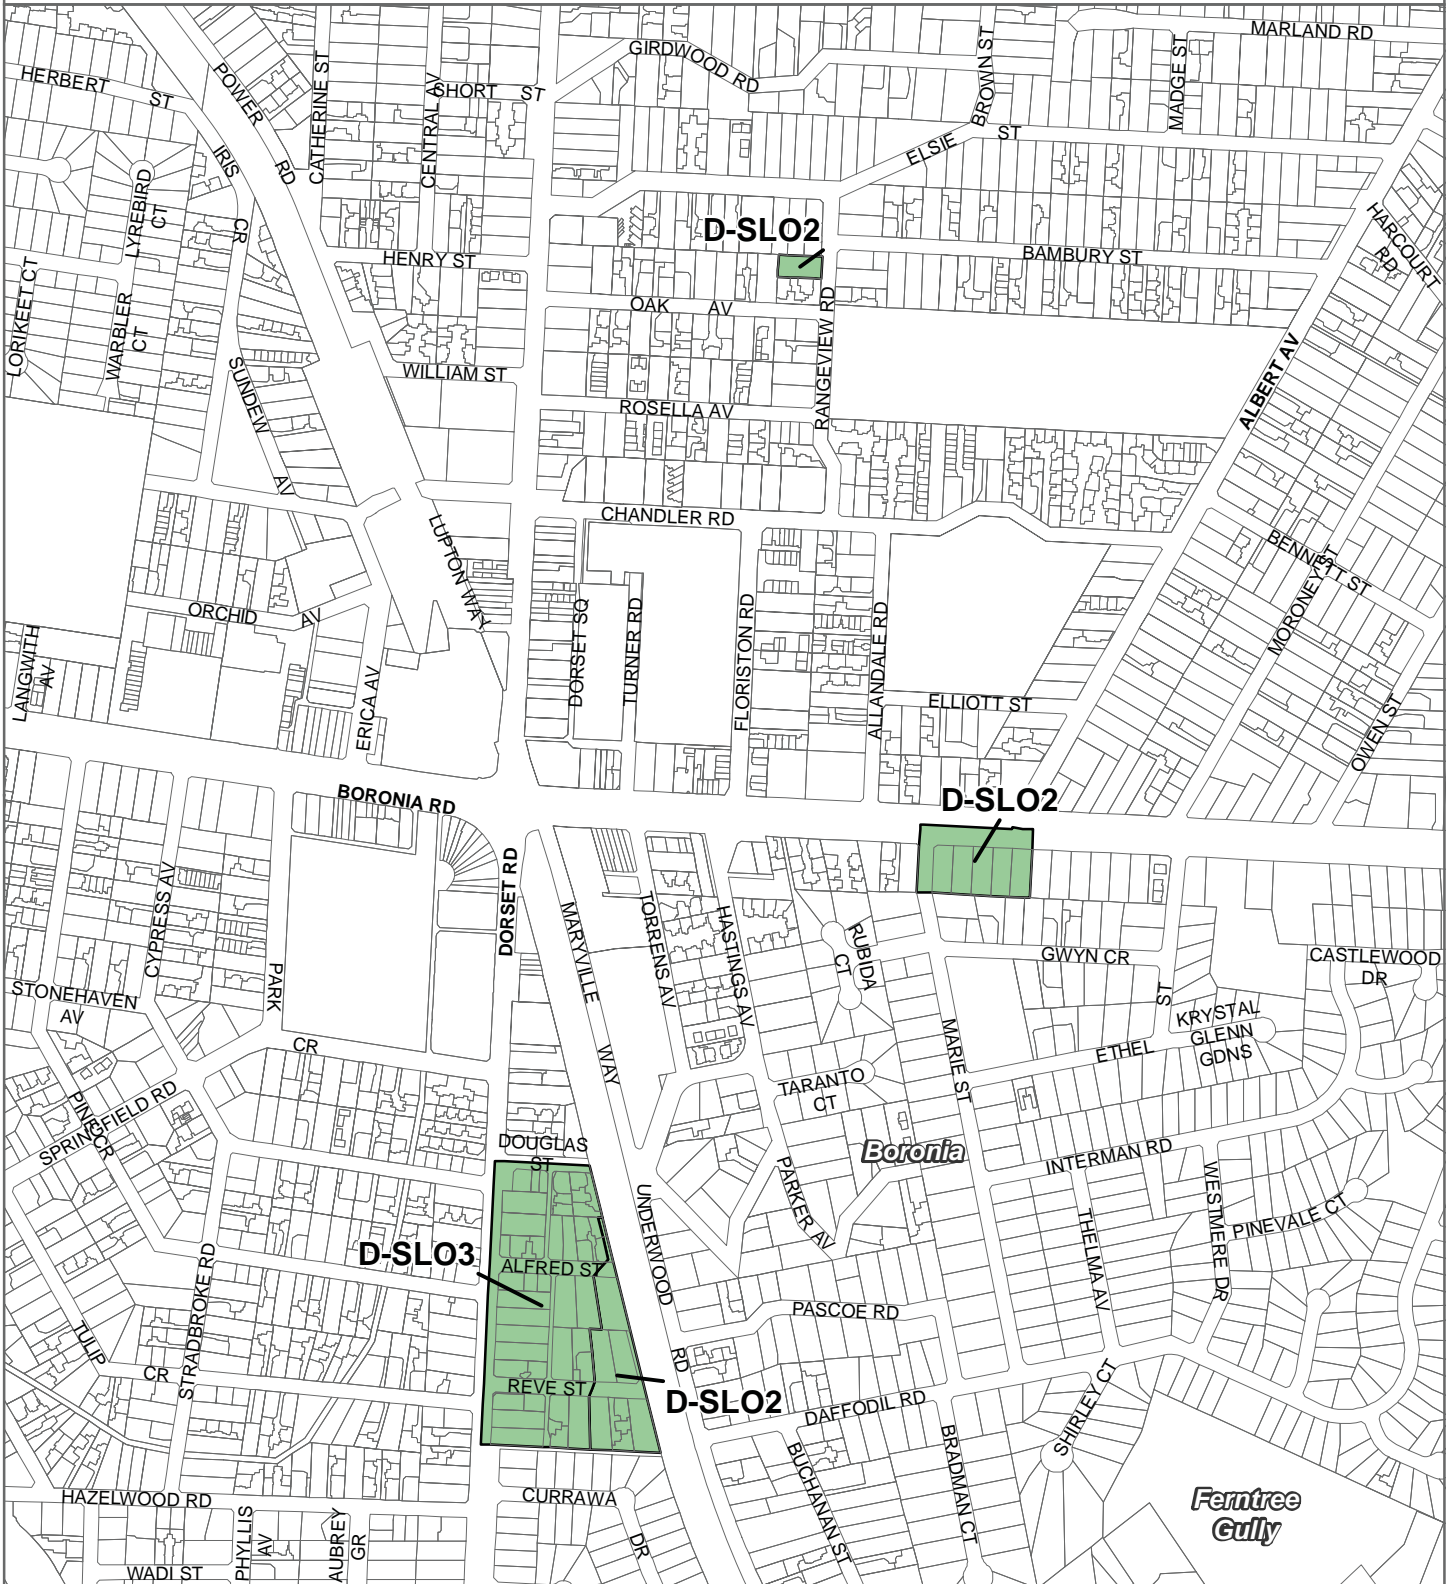 MARLAND RD
GIRDWOOD RD
BROWN ST
MADGE ST
HERBERT ST
POWER RD
CATHERINE ST
CENTRAL AV
SHORT ST
ELSIE ST
IRIS CR
LYREBIRD CT
HARCOURT RD
D-SLO2
HENRY ST
BAMBURY ST
LORIKEET CT
WARBLER CT
OAK AV
RANGEVIEW RD
ALBERT AV
SUNDEW AV
WILLIAM ST
ROSELLA AV
CHANDLER RD
LUPTON WAY
BENNETT ST
MORONEY ST
ORCHID AV
DORSET SQ
TURNER RD
FLORISTON RD
ALLANDALE RD
LANGWITH AV
ERICA AV
ELLIOTT ST
OWEN ST
BORONIA RD
D-SLO2
DORSET RD
CYPRESS AV
MARYVILLE WAY
TORRENS AV
HASTINGS AV
RUBIDA CT
GWYN CR
CASTLEWOOD DR
PARK CR
STONEHAVEN AV
MARIE ST
ETHEL ST
KRYSTAL GLENN GDNS
TARANTO CT
SPRINGFIELD RD
PINE CR
DOUGLAS ST
Boronia
INTERMAN RD
PARKER AV
UNDERWOOD RD
THELMA AV
WESTMERE DR
PINEVALE CT
D-SLO3
ALFRED ST
STRADBROKE RD
PASCOE RD
TULIP CR
REVE ST
D-SLO2
DAFFODIL RD
SHIRLEY CT
BUCHANAN ST
BRADMAN CT
HAZELWOOD RD
CURRAWA DR
Ferntree
Gully
PHYLLIS AV
AUBREY GR
WADI ST